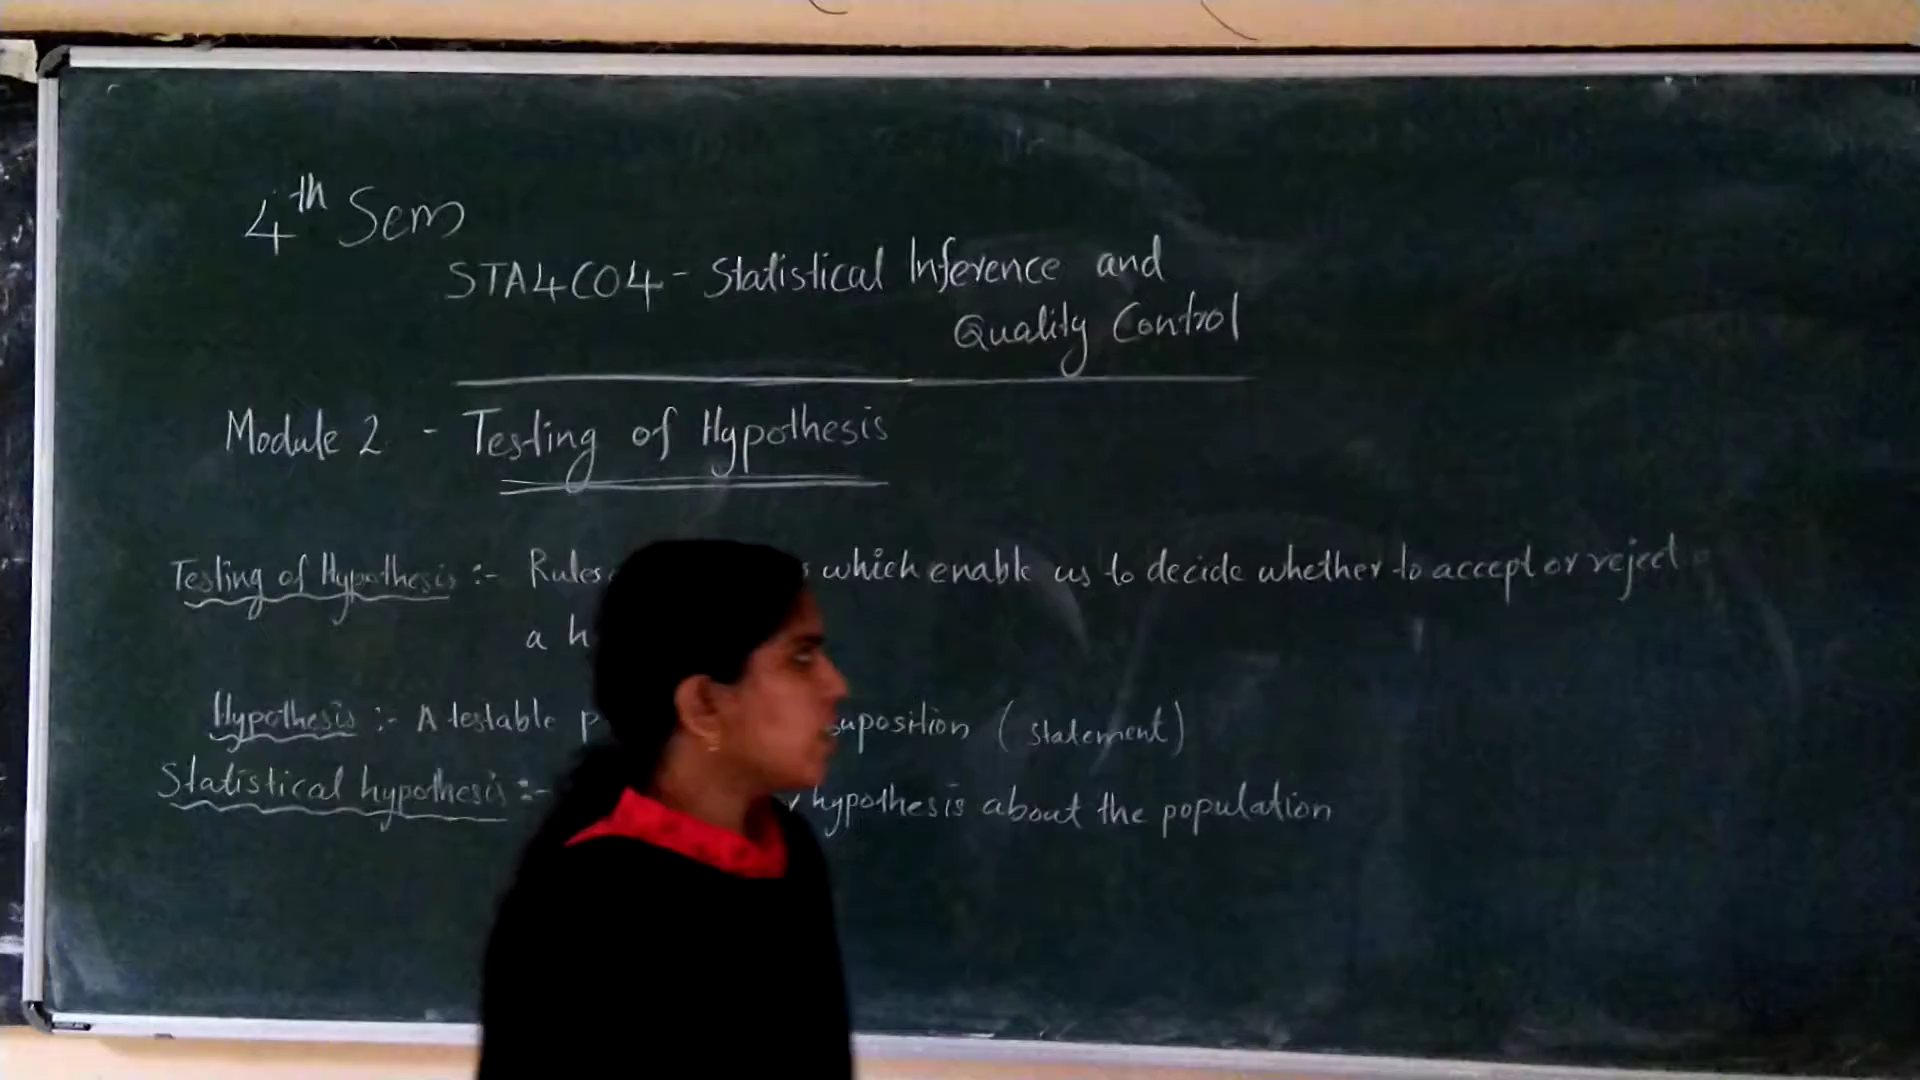 4th Sem
STA4C04 - Statistical Inference and
Quality Control
Module 2 - Testing of Hypothesis
Testing of Hypothesis :- Rules which enable us to decide whether to accept or reject
a
Hypothesis :- A testable (statement)
Statistical hypothesis :- hypothesis about the population